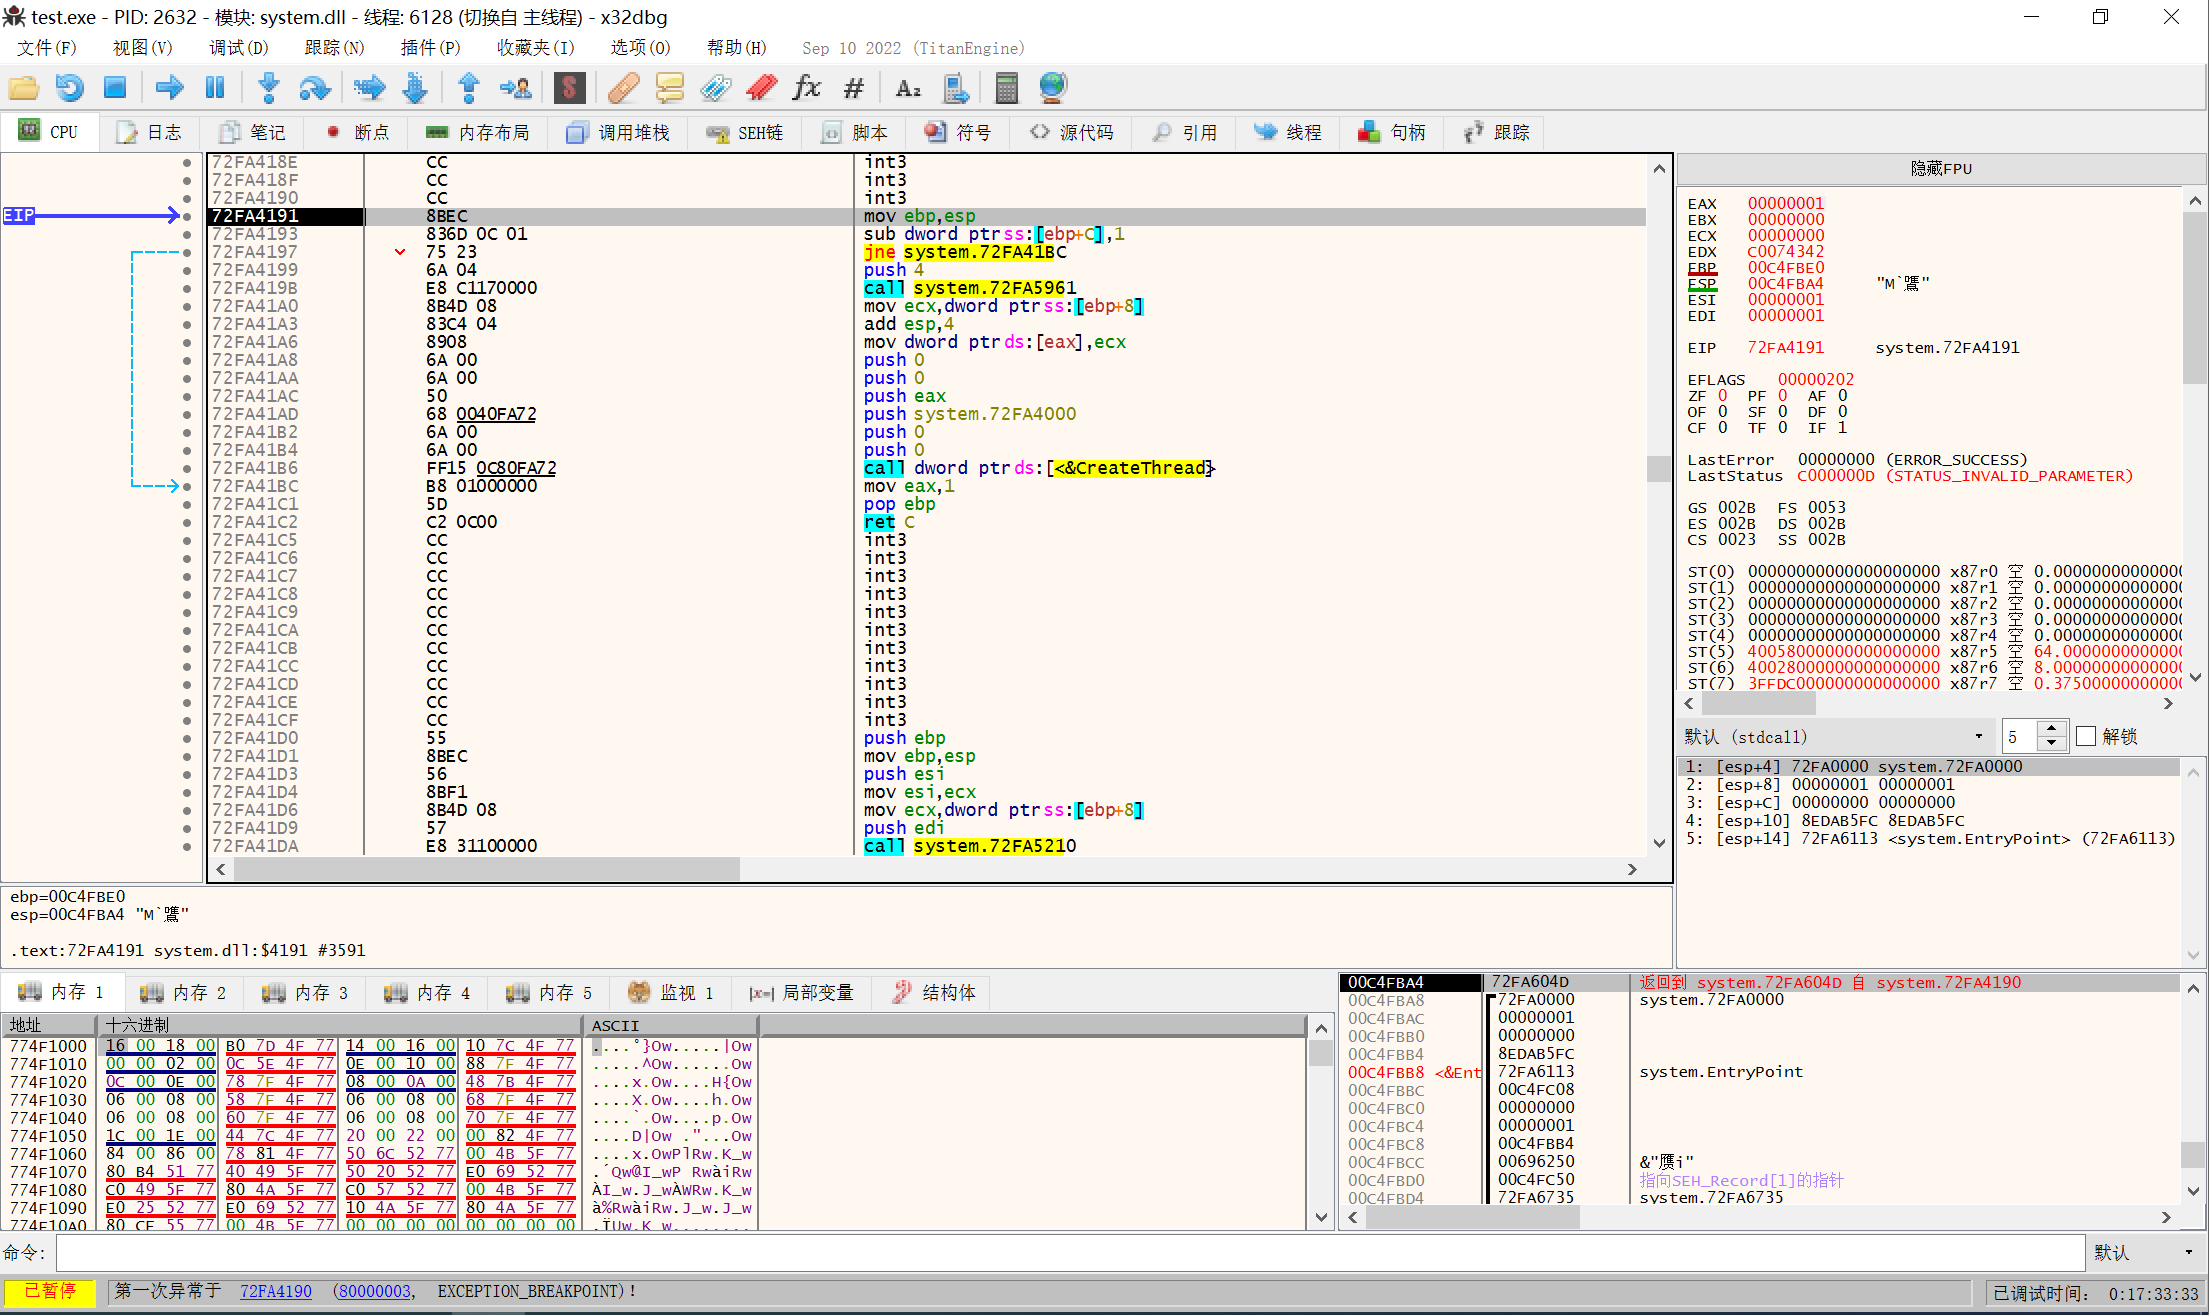 test.exe - PID: 2632 - 模块: system.dll - 线程: 6128 (切换自 主线程) - x32dbg
文件(F) 视图(V) 调试(D) 跟踪(N) 插件(P) 收藏夹(I) 选项(O) 帮助(H) Sep 10 2022 (TitanEngine)
CPU 日志 笔记 断点 内存布局 调用堆栈 SEH链 脚本 符号 源代码 引用 线程 句柄 跟踪
72FA418E CC int3
72FA418F CC int3
72FA4190 CC int3
EIP 72FA4191 8BEC mov ebp,esp
72FA4193 836D 0C 01 sub dword ptr ss:[ebp+C],1
72FA4197 75 23 jne system.72FA41BC
72FA4199 6A 04 push 4
72FA419B E8 C1170000 call system.72FA5961
72FA41A0 8B4D 08 mov ecx,dword ptr ss:[ebp+8]
72FA41A3 83C4 04 add esp,4
72FA41A6 8908 mov dword ptr ds:[eax],ecx
72FA41A8 6A 00 push 0
72FA41AA 6A 00 push 0
72FA41AC 50 push eax
72FA41AD 68 0040FA72 push system.72FA4000
72FA41B2 6A 00 push 0
72FA41B4 6A 00 push 0
72FA41B6 FF15 0C80FA72 call dword ptr ds:[<&CreateThread>
72FA41BC B8 01000000 mov eax,1
72FA41C1 5D pop ebp
72FA41C2 C2 0C00 ret C
72FA41C5 CC int3
72FA41C6 CC int3
72FA41C7 CC int3
72FA41C8 CC int3
72FA41C9 CC int3
72FA41CA CC int3
72FA41CB CC int3
72FA41CC CC int3
72FA41CD CC int3
72FA41CE CC int3
72FA41CF CC int3
72FA41D0 55 push ebp
72FA41D1 8BEC mov ebp,esp
72FA41D3 56 push esi
72FA41D4 8BF1 mov esi,ecx
72FA41D6 8B4D 08 mov ecx,dword ptr ss:[ebp+8]
72FA41D9 57 push edi
72FA41DA E8 31100000 call system.72FA5210
隐藏FPU
EAX 00000001
EBX 00000000
ECX 00000000
EDX C0074342
EBP 00C4FBE0
ESP 00C4FBA4
ESI 00000001
EDI 00000001
EIP 72FA4191 system.72FA4191
EFLAGS 00000202
ZF 0 PF 0 AF 0
OF 0 SF 0 DF 0
CF 0 TF 0 IF 1
LastError 00000000 (ERROR_SUCCESS)
LastStatus C000000D (STATUS_INVALID_PARAMETER)
GS 002B FS 0053
ES 002B DS 002B
CS 0023 SS 002B
ST(0) 00000000000000000000 x87r0 空 0.0000000000000
ST(1) 00000000000000000000 x87r1 空 0.0000000000000
ST(2) 00000000000000000000 x87r2 空 0.0000000000000
ST(3) 00000000000000000000 x87r3 空 0.0000000000000
ST(4) 00000000000000000000 x87r4 空 0.0000000000000
ST(5) 40058000000000000000 x87r5 空 64.000000000000
ST(6) 40028000000000000000 x87r6 空 8.0000000000000
ST(7) 3FFDC000000000000000 x87r7 空 0.3750000000000
默认 (stdcall) 5 解锁
1: [esp+4] 72FA0000 system.72FA0000
2: [esp+8] 00000001 00000001
3: [esp+C] 00000000 00000000
4: [esp+10] 8EDAB5FC 8EDAB5FC
5: [esp+14] 72FA6113 <system.EntryPoint> (72FA6113)
ebp=00C4FBE0
esp=00C4FBA4
.text:72FA4191 system.dll:$4191 #3591
内存 1 内存 2 内存 3 内存 4 内存 5 监视 1 局部变量 结构体
地址 十六进制 ASCII
774F1000 16 00 18 00 B0 7D 4F 77 14 00 16 00 10 7C 4F 77 ....°}Ow.....|Ow
774F1010 00 00 02 00 0C 5E 4F 77 0E 00 10 00 88 7F 4F 77 .....^Ow......Ow
774F1020 0C 00 0E 00 78 7F 4F 77 08 00 0A 00 48 7B 4F 77 ....x.Ow....H{Ow
774F1030 06 00 08 00 58 7F 4F 77 06 00 08 00 68 7F 4F 77 ....X.Ow....h.Ow
774F1040 06 00 08 00 60 7F 4F 77 06 00 08 00 70 7F 4F 77 ....`.Ow....p.Ow
774F1050 1C 00 1E 00 44 7C 4F 77 20 00 22 00 00 82 4F 77 ....D|Ow ."...Ow
774F1060 84 00 86 00 78 81 4F 77 50 6C 52 77 00 4B 5F 77 ....x.OwPlRw.K_w
774F1070 80 B4 51 77 40 49 5F 77 50 20 52 77 E0 69 52 77 .´Qw@I_wP RwàiRw
774F1080 C0 49 5F 77 80 4A 5F 77 C0 57 52 77 00 4B 5F 77 ÀI_w.J_wÀWRw.K_w
774F1090 E0 25 52 77 E0 69 52 77 10 4A 5F 77 80 4A 5F 77 à%RwàiRw.J_w.J_w
774F10A0 80 CF 55 77 00 4B 5F 77 00 00 00 00 00 00 00 00 .ÏUw.K_w........
00C4FBA4 72FA604D 返回到 system.72FA604D 自 system.72FA4190
00C4FBA8 72FA0000 system.72FA0000
00C4FBAC 00000001
00C4FBB0 00000000
00C4FBB4 8EDAB5FC
00C4FBB8 <&Ent 72FA6113 system.EntryPoint
00C4FBBC 00C4FC08
00C4FBC0 00000000
00C4FBC4 00000001
00C4FBC8 00C4FBB4
00C4FBCC 00696250
00C4FBD0 00C4FC50 指向SEH_Record[1]的指针
00C4FBD4 72FA6735 system.72FA6735
命令: 默认
已暂停 第一次异常于 72FA4190 (80000003, EXCEPTION_BREAKPOINT)! 已调试时间: 0:17:33:33